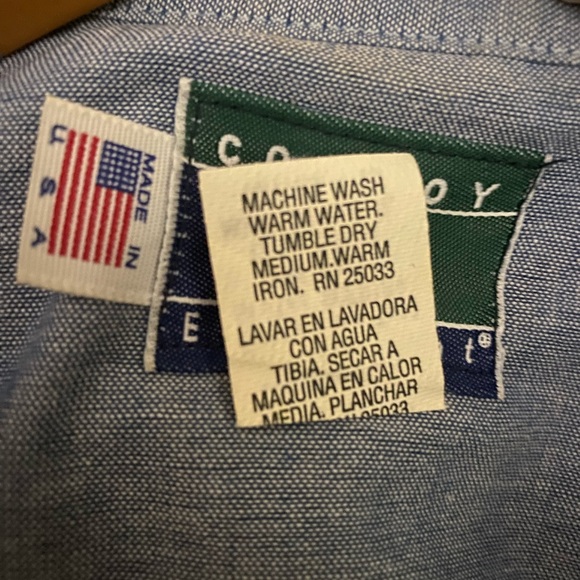 MADE IN
U S A
MACHINE WASH
WARM WATER.
TUMBLE DRY
MEDIUM.WARM
IRON. RN 25033
LAVAR EN LAVADORA
CON AGUA
TIBIA. SECAR A
MAQUINA EN CALOR
MEDIA. PLANCHAR